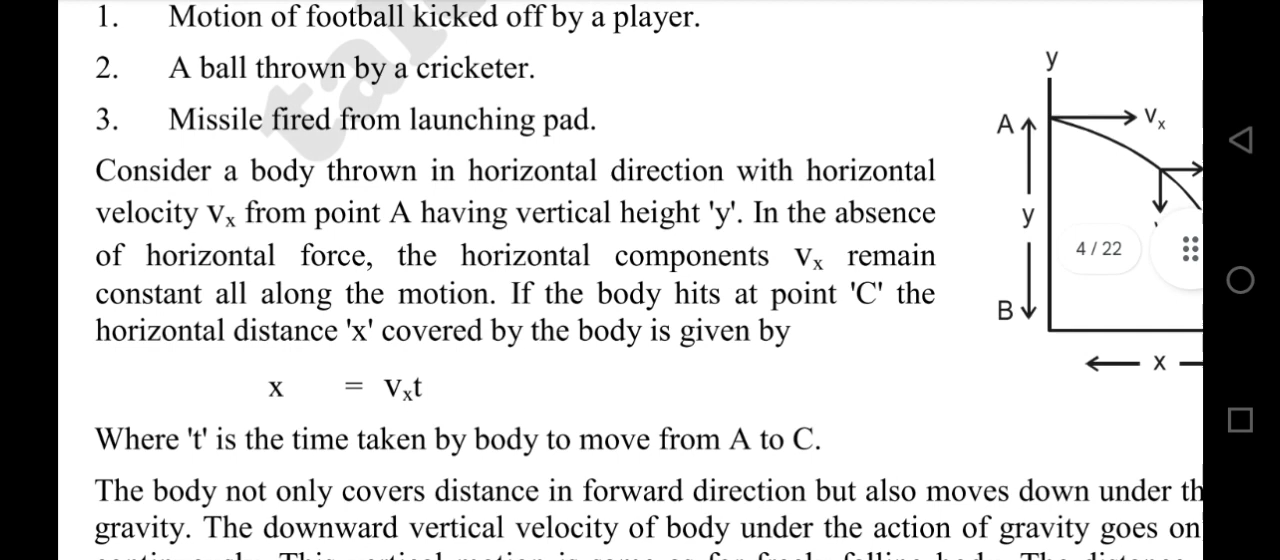 1. Motion of football kicked off by a player.
2. A ball thrown by a cricketer.
3. Missile fired from launching pad.
Consider a body thrown in horizontal direction with horizontal
velocity vₓ from point A having vertical height 'y'. In the absence
of horizontal force, the horizontal components vₓ remain
constant all along the motion. If the body hits at point 'C' the
horizontal distance 'x' covered by the body is given by
x = vₓt
Where 't' is the time taken by body to move from A to C.
The body not only covers distance in forward direction but also moves down under th
gravity. The downward vertical velocity of body under the action of gravity goes on
y
A
vₓ
y
4 / 22
B
x